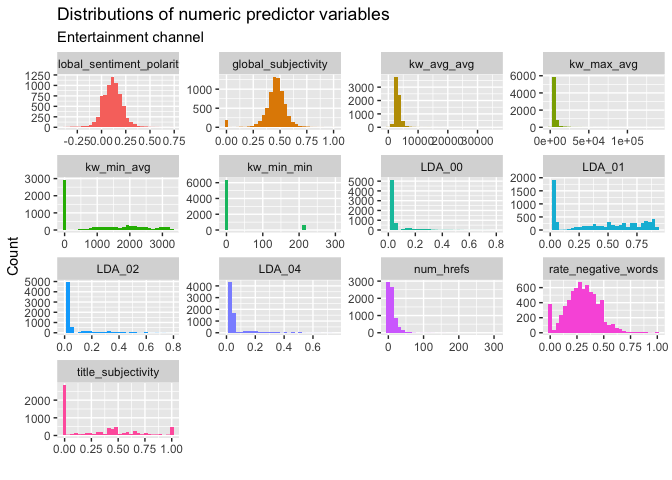 Distributions of numeric predictor variables
Entertainment channel
lobal_sentiment_polarit
global_subjectivity
kw_avg_avg
kw_max_avg
1250
1000
750
500
250
0
-0.25 0.00 0.25 0.50 0.75
1000
500
0
0.00 0.25 0.50 0.75 1.00
3000
2000
1000
0
0 10000 20000 30000
6000
4000
2000
0
0e+00 5e+04 1e+05
kw_min_avg
kw_min_min
LDA_00
LDA_01
3000
2000
1000
0
0 1000 2000 3000
6000
4000
2000
0
0 100 200 300
5000
4000
3000
2000
1000
0
0.0 0.2 0.4 0.6 0.8
2000
1500
1000
500
0
0.00 0.25 0.50 0.75
Count
LDA_02
LDA_04
num_hrefs
rate_negative_words
5000
4000
3000
2000
1000
0
0.0 0.2 0.4 0.6 0.8
5000
4000
3000
2000
1000
0
0.0 0.2 0.4 0.6
3000
2000
1000
0
0 100 200 300
600
400
200
0
0.00 0.25 0.50 0.75 1.00
title_subjectivity
2000
1000
0
0.00 0.25 0.50 0.75 1.00